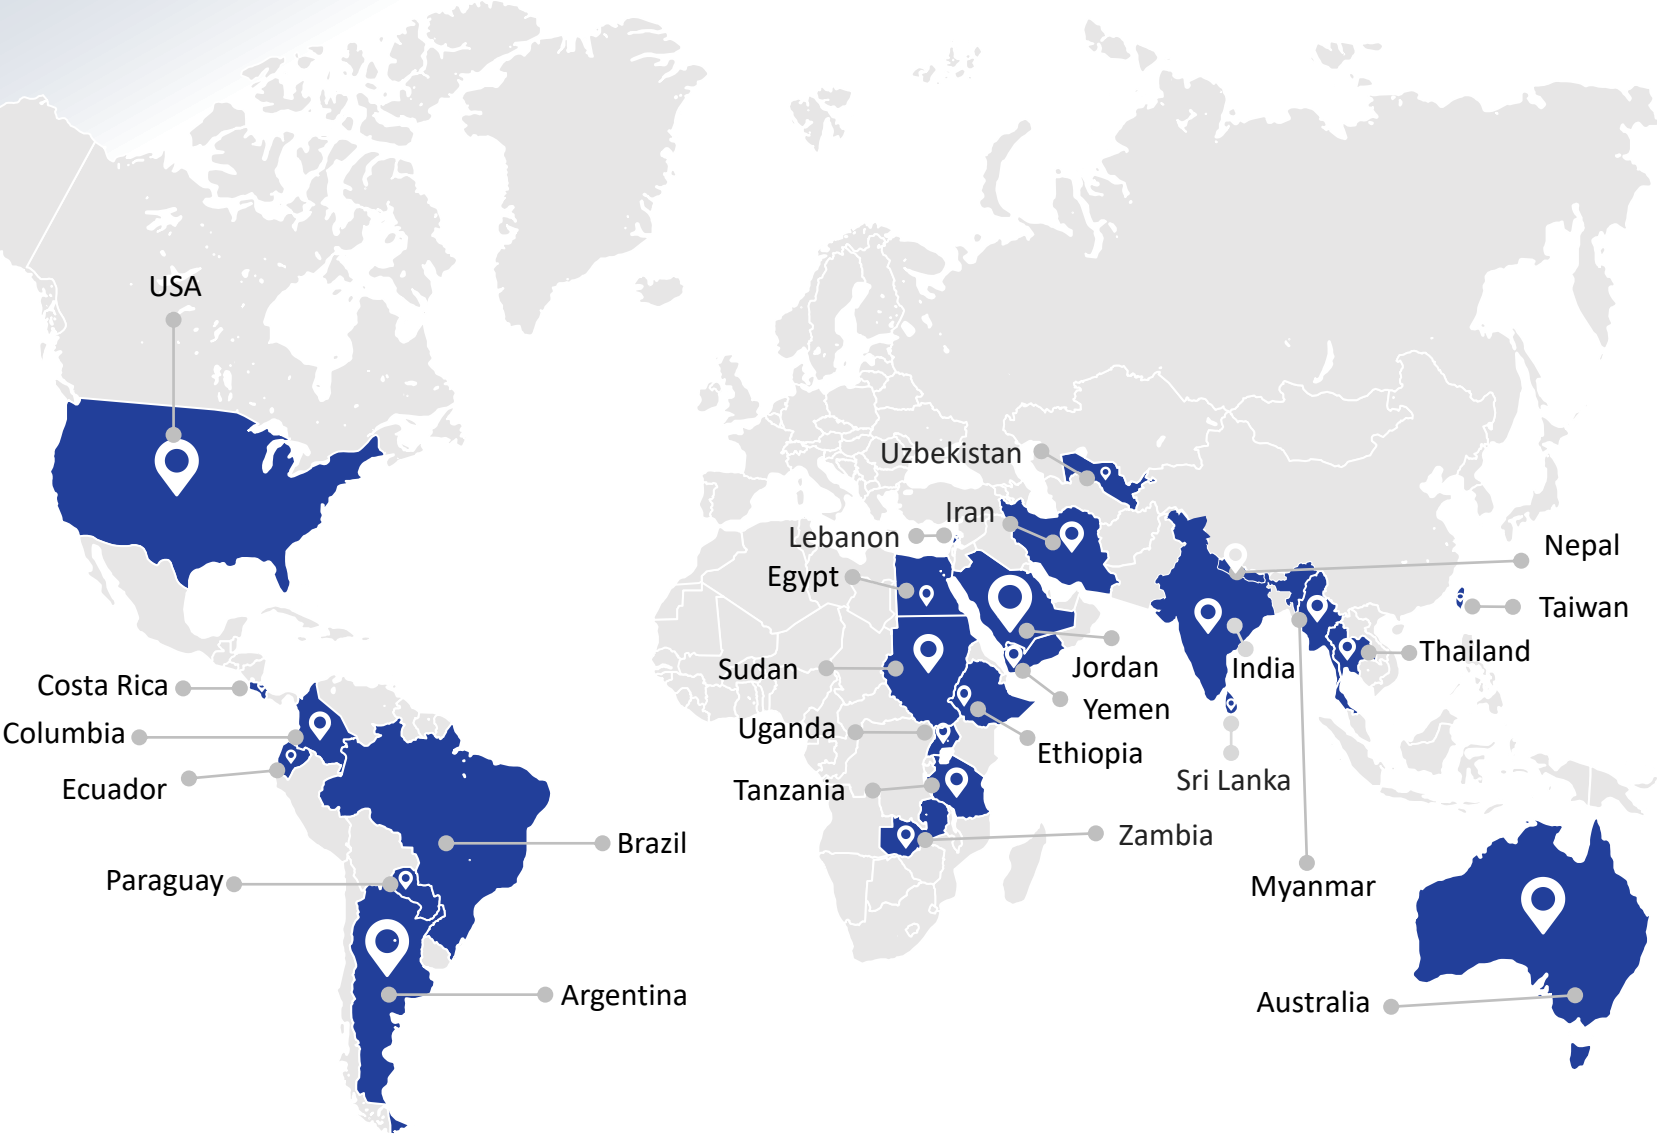 USA
Uzbekistan
Iran
Lebanon
Egypt
Nepal
Taiwan
Thailand
Sudan
Jordan
India
Yemen
Costa Rica
Columbia
Uganda
Ethiopia
Ecuador
Tanzania
Sri Lanka
Brazil
Zambia
Paraguay
Myanmar
Argentina
Australia